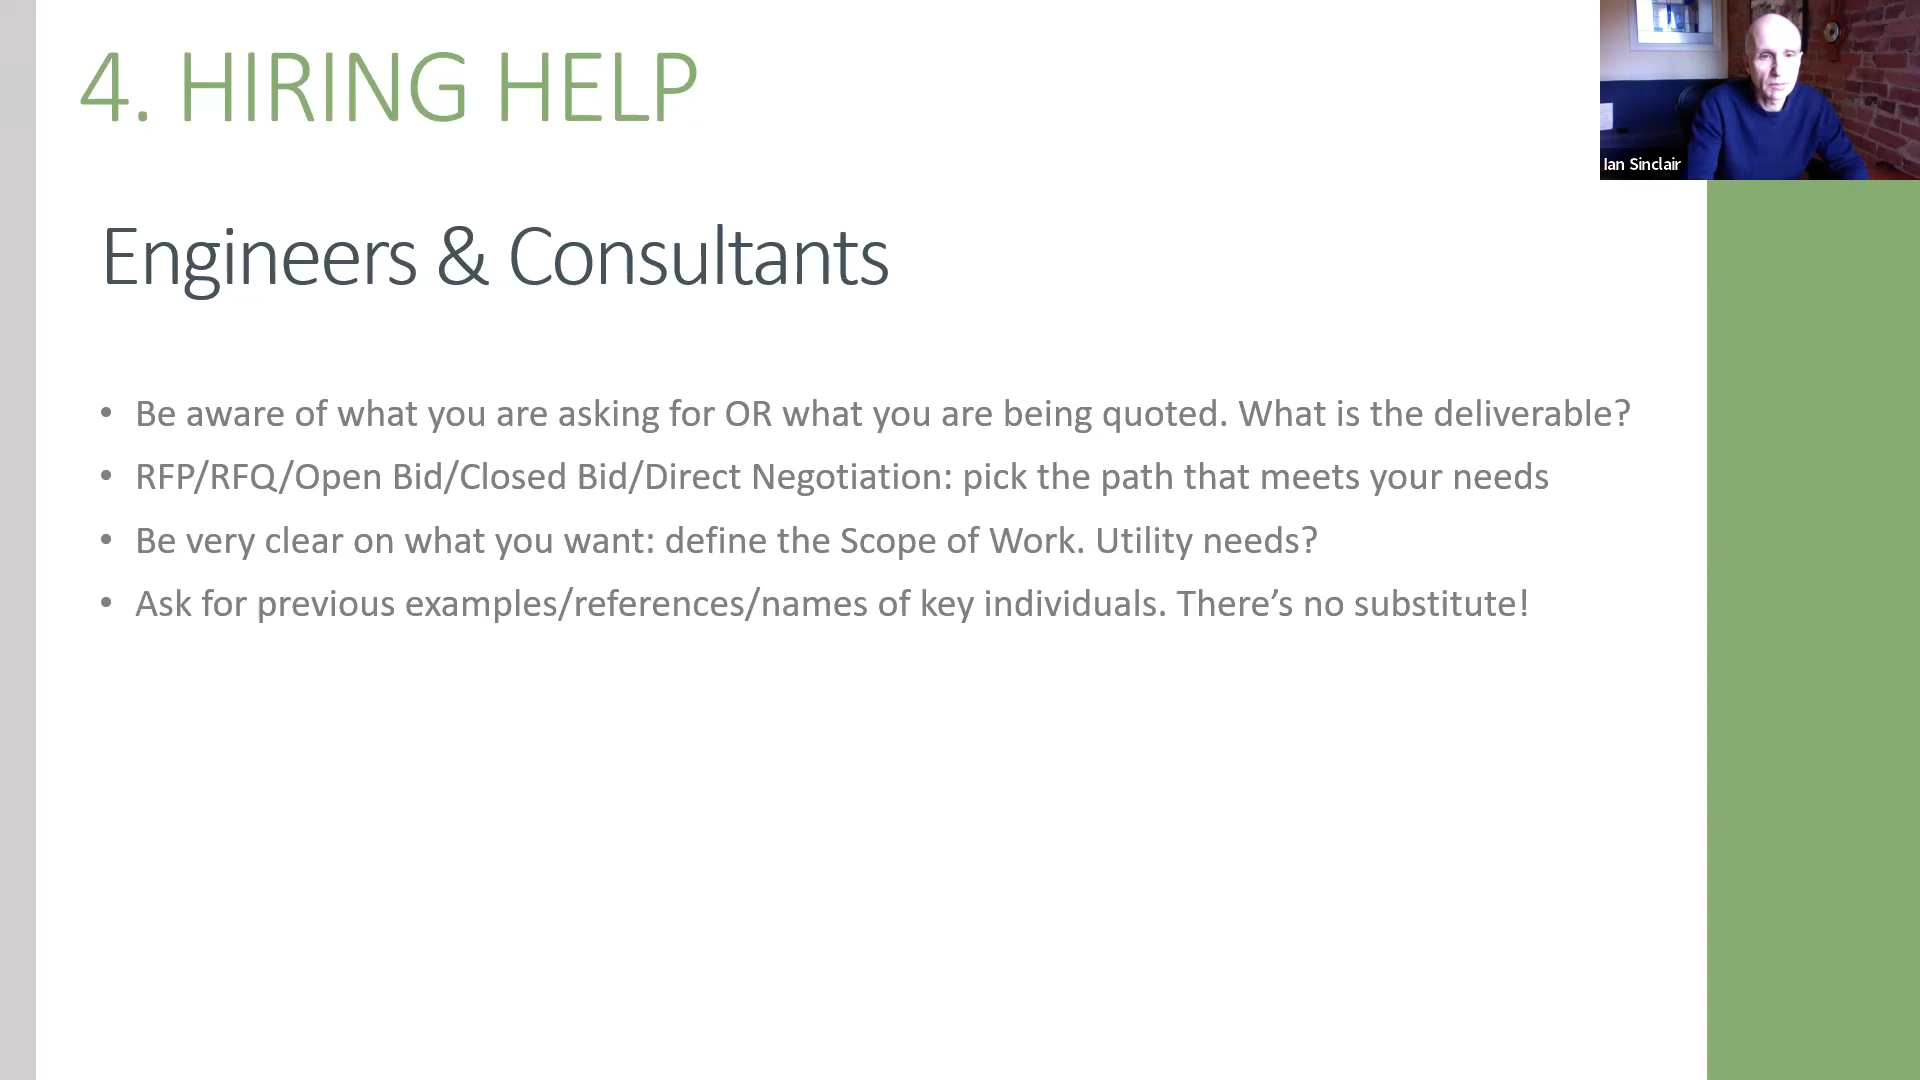 4. HIRING HELP
Ian Sinclair
Engineers & Consultants
• Be aware of what you are asking for OR what you are being quoted. What is the deliverable?
• RFP/RFQ/Open Bid/Closed Bid/Direct Negotiation: pick the path that meets your needs
• Be very clear on what you want: define the Scope of Work. Utility needs?
• Ask for previous examples/references/names of key individuals. There’s no substitute!